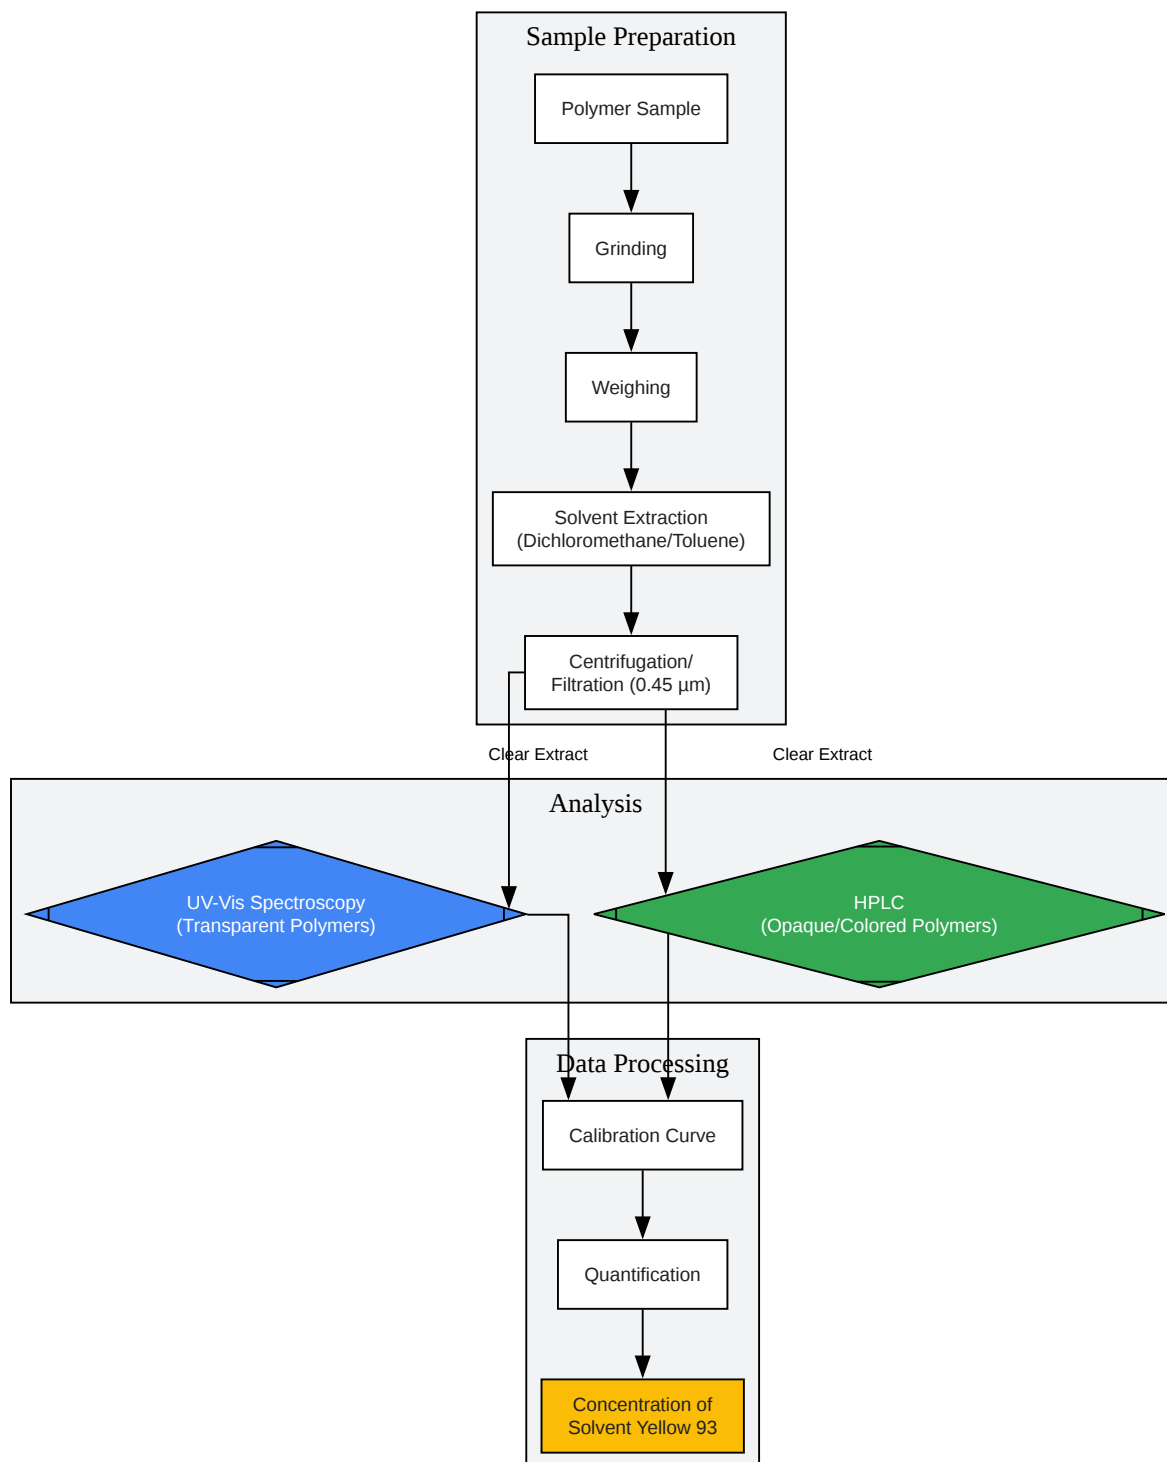 Sample Preparation
Polymer Sample
Grinding
Weighing
Solvent Extraction
(Dichloromethane/Toluene)
Centrifugation/
Filtration (0.45 µm)
Clear Extract
Clear Extract
Analysis
UV-Vis Spectroscopy
(Transparent Polymers)
HPLC
(Opaque/Colored Polymers)
Data Processing
Calibration Curve
Quantification
Concentration of
Solvent Yellow 93